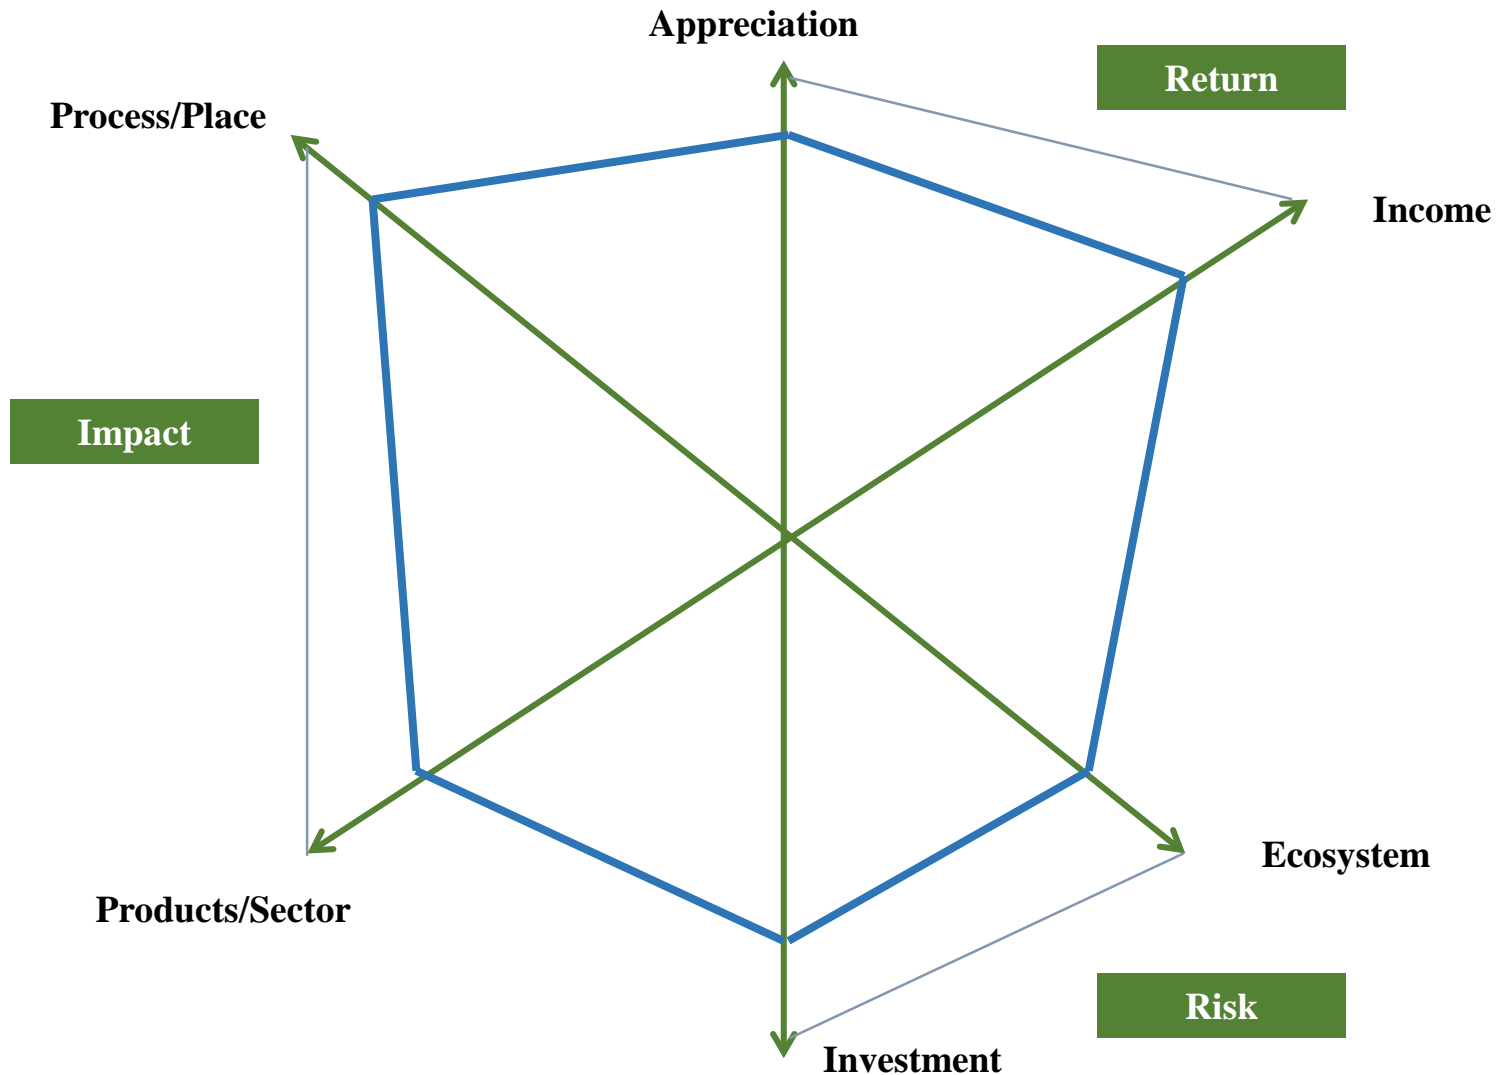 Appreciation
Return
Process/Place
Income
Impact
Ecosystem
Products/Sector
Risk
Investment